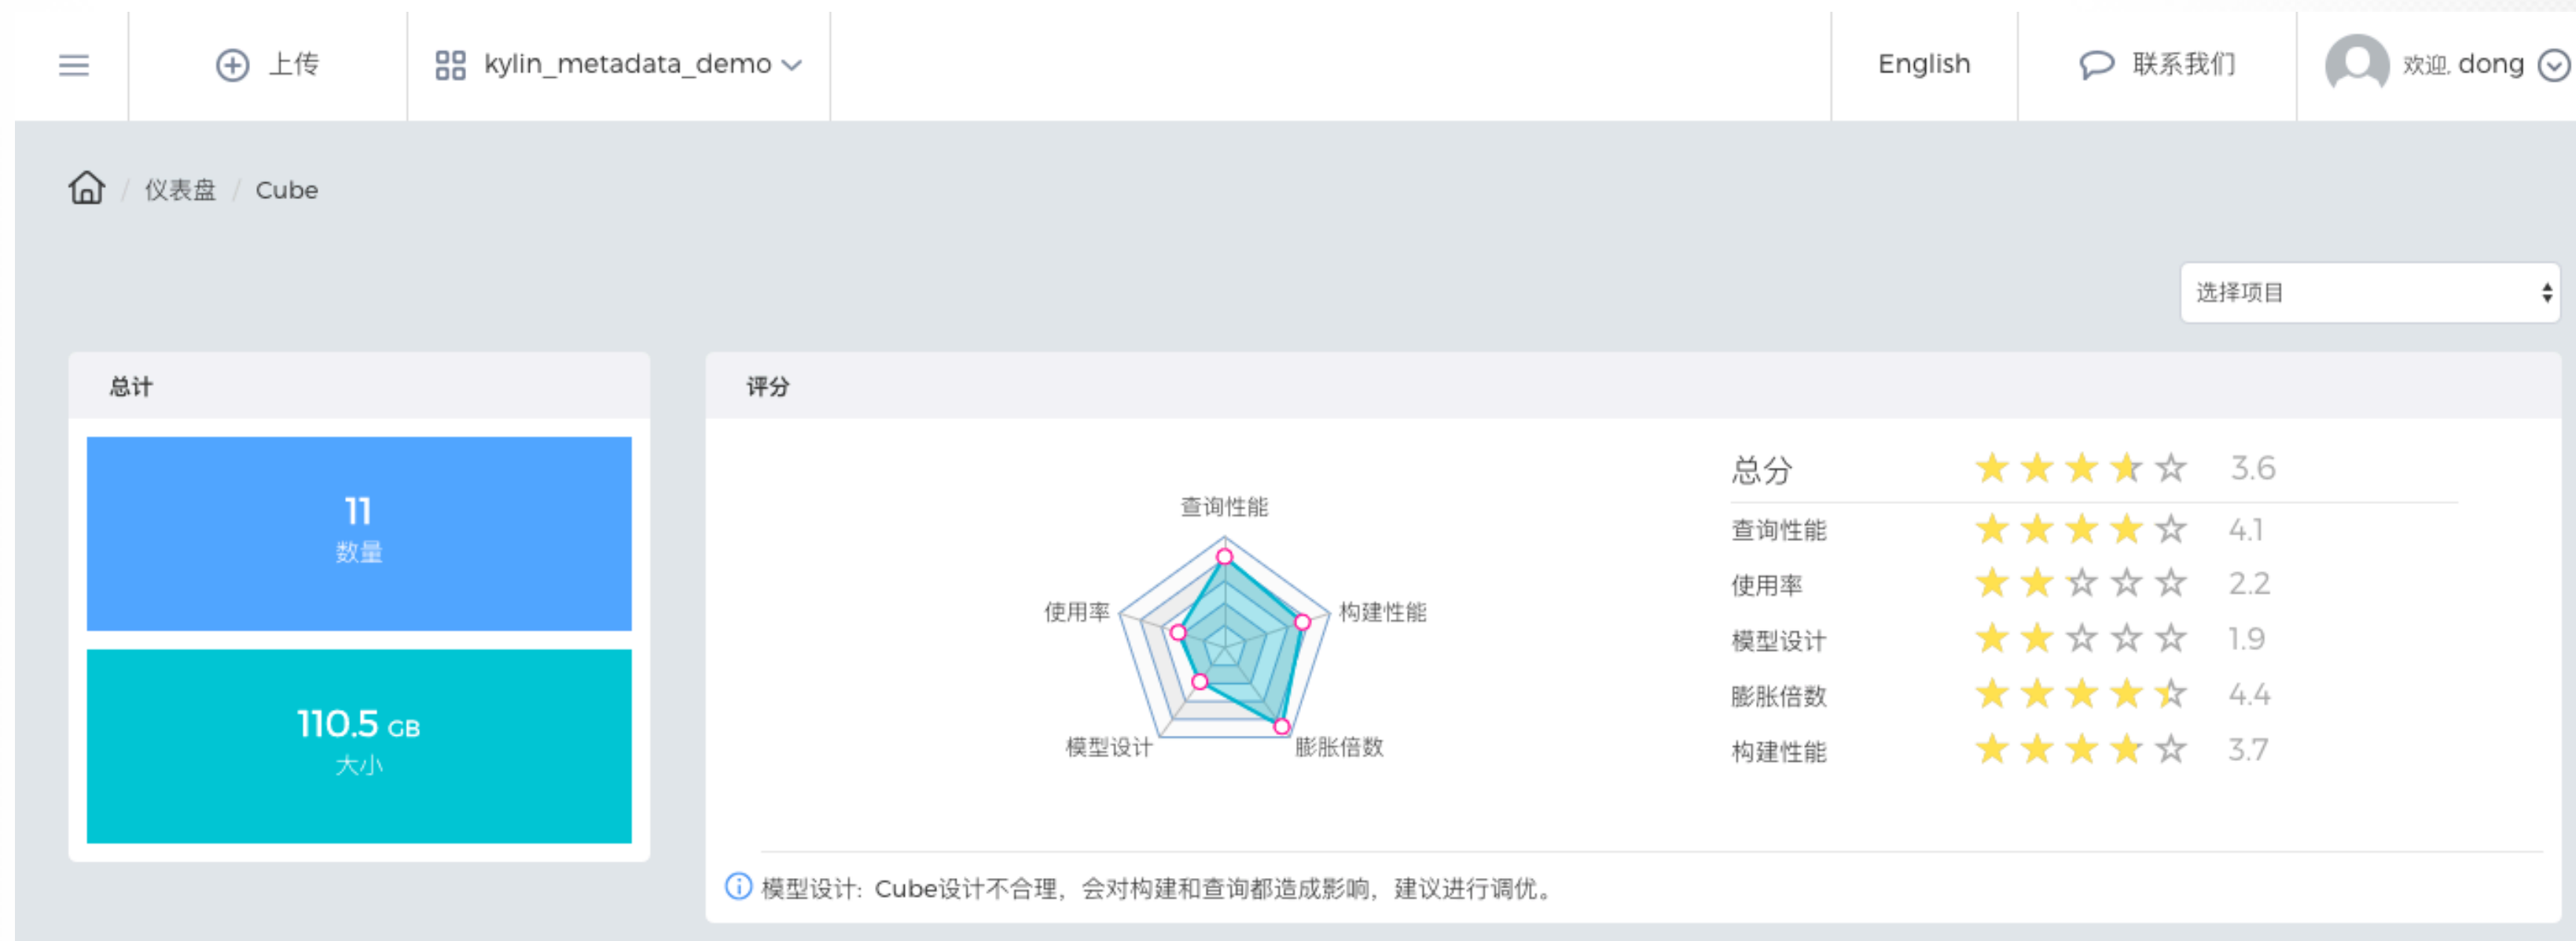 上传
kylin_metadata_demo
English
联系我们
欢迎, dong
/ 仪表盘 / Cube
选择项目
总计
11
数量
110.5 GB
大小
评分
查询性能
使用率
构建性能
模型设计
膨胀倍数
总分 3.6
查询性能 4.1
使用率 2.2
模型设计 1.9
膨胀倍数 4.4
构建性能 3.7
模型设计: Cube设计不合理，会对构建和查询都造成影响，建议进行调优。